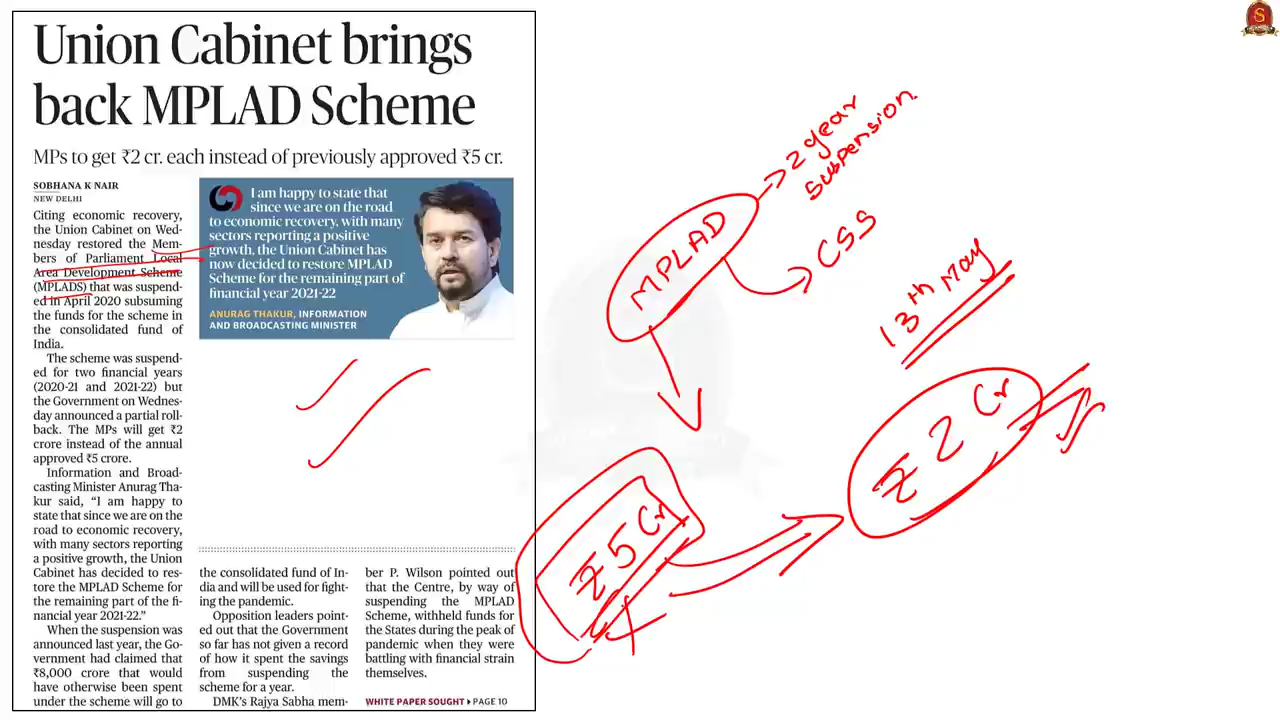 Union Cabinet brings
back MPLAD Scheme
MPs to get ₹2 cr. each instead of previously approved ₹5 cr.
SOBHANA K NAIR
NEW DELHI
Citing economic recovery,
the Union Cabinet on Wed-
nesday restored the Mem-
bers of Parliament Local
Area Development Scheme
(MPLADS) that was suspend-
ed in April 2020 subsuming
the funds for the scheme in
the consolidated fund of
India.
The scheme was suspend-
ed for two financial years
(2020-21 and 2021-22) but
the Government on Wednes-
day announced a partial roll-
back. The MPs will get ₹2
crore instead of the annual
approved ₹5 crore.
Information and Broad-
casting Minister Anurag Tha-
kur said, “I am happy to
state that since we are on the
road to economic recovery,
with many sectors reporting
a positive growth, the Union
Cabinet has decided to res-
tore the MPLAD Scheme for
the remaining part of the fi-
nancial year 2021-22.”
When the suspension was
announced last year, the Go-
vernment had claimed that
₹8,000 crore that would
have otherwise been spent
under the scheme will go to
I am happy to state that
since we are on the road
to economic recovery, with many
sectors reporting a positive
growth, the Union Cabinet has
now decided to restore MPLAD
Scheme for the remaining part of
financial year 2021-22
ANURAG THAKUR, INFORMATION
AND BROADCASTING MINISTER
the consolidated fund of In-
dia and will be used for fight-
ing the pandemic.
Opposition leaders point-
ed out that the Government
so far has not given a record
of how it spent the savings
from suspending the
scheme for a year.
DMK’s Rajya Sabha mem-
ber P. Wilson pointed out
that the Centre, by way of
suspending the MPLAD
Scheme, withheld funds for
the States during the peak of
pandemic when they were
battling with financial strain
themselves.
WHITE PAPER SOUGHT PAGE 10
MPLAD
2 year
suspension
CSS
13th May
₹5 Cr
₹ 2 Cr